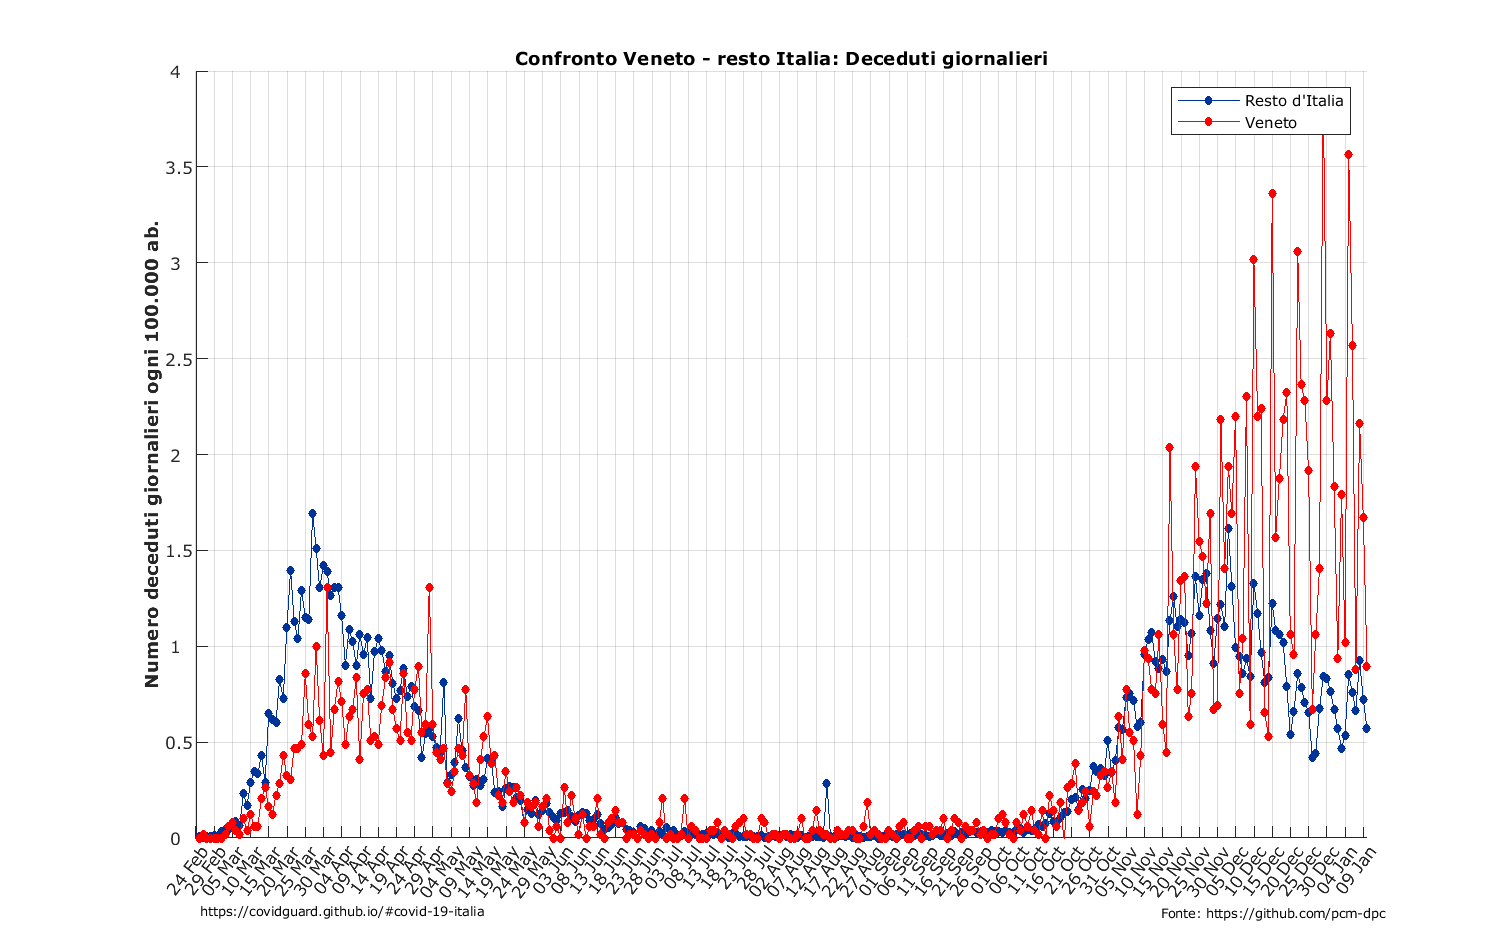 Confronto Veneto - resto Italia: Deceduti giornalieri
Resto d'Italia
Veneto
Numero deceduti giornalieri ogni 100.000 ab.
4
3.5
3
2.5
2
1.5
1
0.5
0
24 Feb
29 Feb
05 Mar
10 Mar
15 Mar
20 Mar
25 Mar
30 Mar
04 Apr
09 Apr
14 Apr
19 Apr
24 Apr
29 Apr
04 May
09 May
14 May
19 May
24 May
29 May
03 Jun
08 Jun
13 Jun
18 Jun
23 Jun
28 Jun
03 Jul
08 Jul
13 Jul
18 Jul
23 Jul
28 Jul
02 Aug
07 Aug
12 Aug
17 Aug
22 Aug
27 Aug
01 Sep
06 Sep
11 Sep
16 Sep
21 Sep
26 Sep
01 Oct
06 Oct
11 Oct
16 Oct
21 Oct
26 Oct
31 Oct
05 Nov
10 Nov
15 Nov
20 Nov
25 Nov
30 Nov
05 Dec
10 Dec
15 Dec
20 Dec
25 Dec
30 Dec
04 Jan
09 Jan
https://covidguard.github.io/#covid-19-italia
Fonte: https://github.com/pcm-dpc